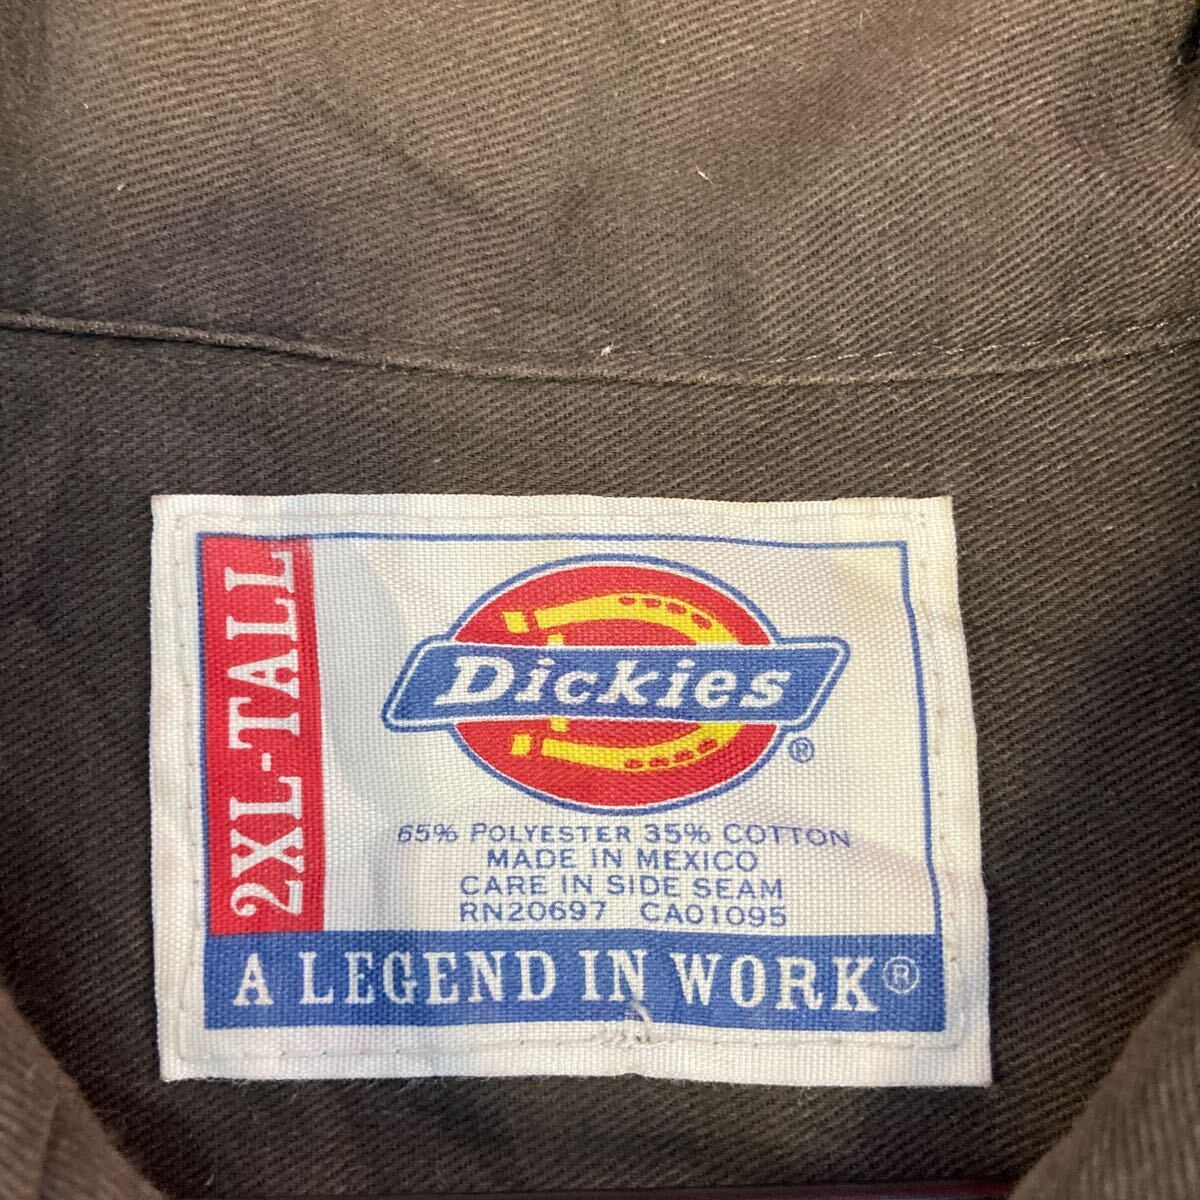 2XL-TALL
Dickies ®
65% POLYESTER 35% COTTON
MADE IN MEXICO
CARE IN SIDE SEAM
RN20697 CA01095
A LEGEND IN WORK®